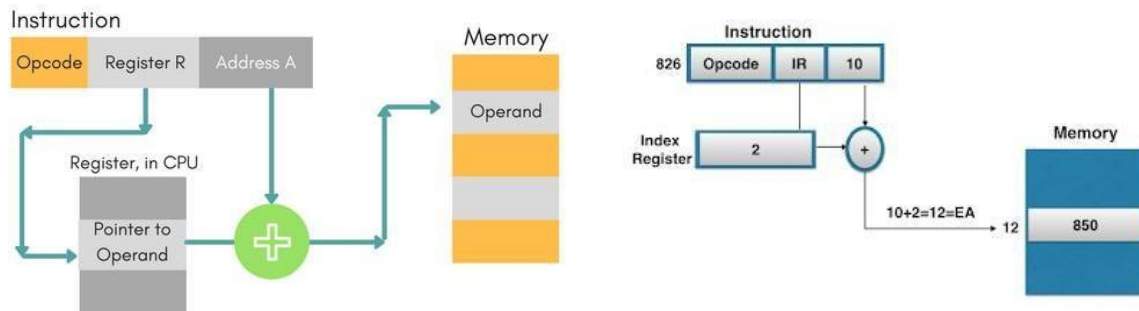 Instruction
Opcode Register R Address A
Memory
Operand
Register, in CPU
Pointer to
Operand
Instruction
826 Opcode IR 10
Index
Register
2
+
Memory
10+2=12=EA
12 850